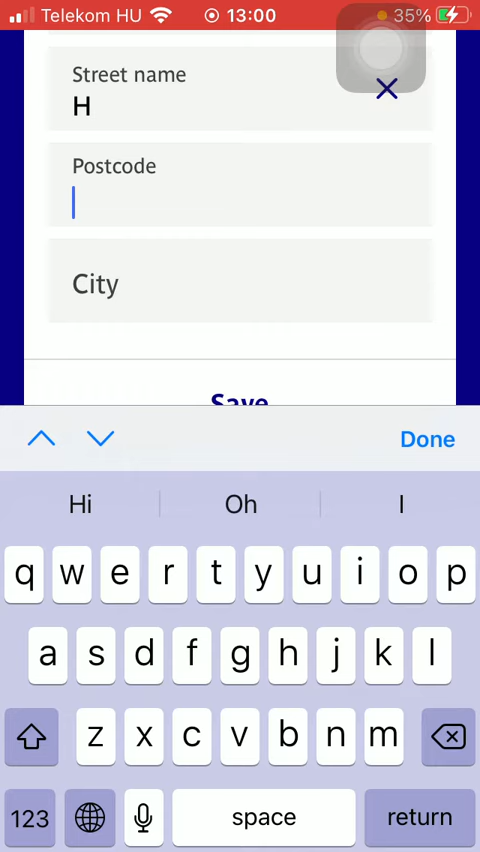 Telekom HU 13:00 35%
Street name
H
Postcode
City
Save
Done
Hi Oh I
q w e r t y u i o p
a s d f g h j k l
z x c v b n m
123 space return